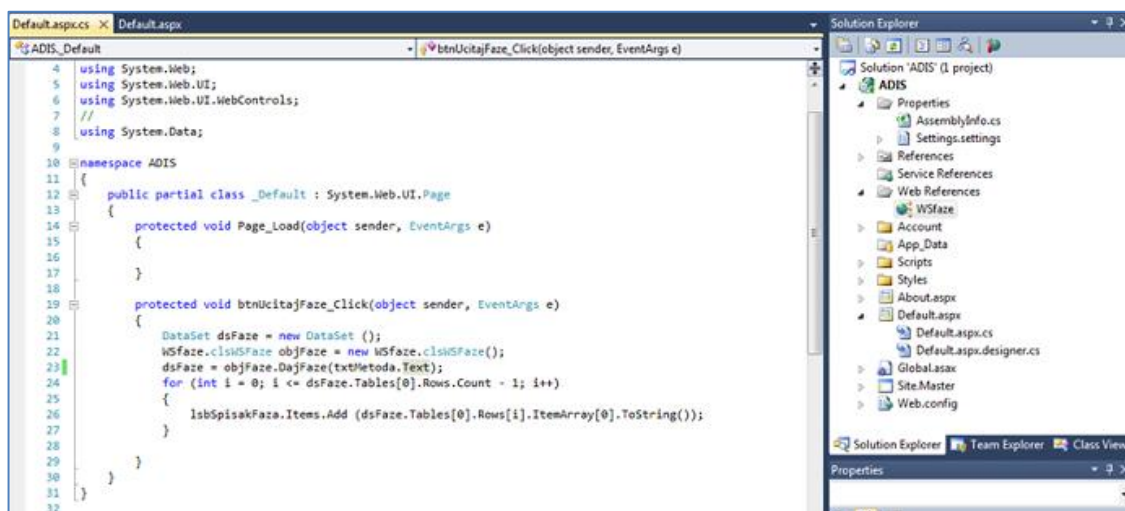 Default.aspx.cs Default.aspx
ADIS._Default btnUcitajFaze_Click(object sender, EventArgs e)
4 using System.Web;
5 using System.Web.UI;
6 using System.Web.UI.WebControls;
7 //
8 using System.Data;
9
10 namespace ADIS
11 {
12 public partial class _Default : System.Web.UI.Page
13 {
14 protected void Page_Load(object sender, EventArgs e)
15 {
16
17 }
18
19 protected void btnUcitajFaze_Click(object sender, EventArgs e)
20 {
21 DataSet dsFaze = new DataSet ();
22 WSfaze.clsWSFaze objFaze = new WSfaze.clsWSFaze();
23 dsFaze = objFaze.DajFaze(txtMetoda.Text);
24 for (int i = 0; i <= dsFaze.Tables[0].Rows.Count - 1; i++)
25 {
26 lsbSpisakFaza.Items.Add (dsFaze.Tables[0].Rows[i].ItemArray[0].ToString());
27 }
28
29 }
30 }
31 }
32
Solution Explorer
Solution 'ADIS' (1 project)
ADIS
Properties
AssemblyInfo.cs
Settings.settings
References
Service References
Web References
WSfaze
Account
App_Data
Scripts
Styles
About.aspx
Default.aspx
Default.aspx.cs
Default.aspx.designer.cs
Global.asax
Site.Master
Web.config
Solution Explorer Team Explorer Class View
Properties